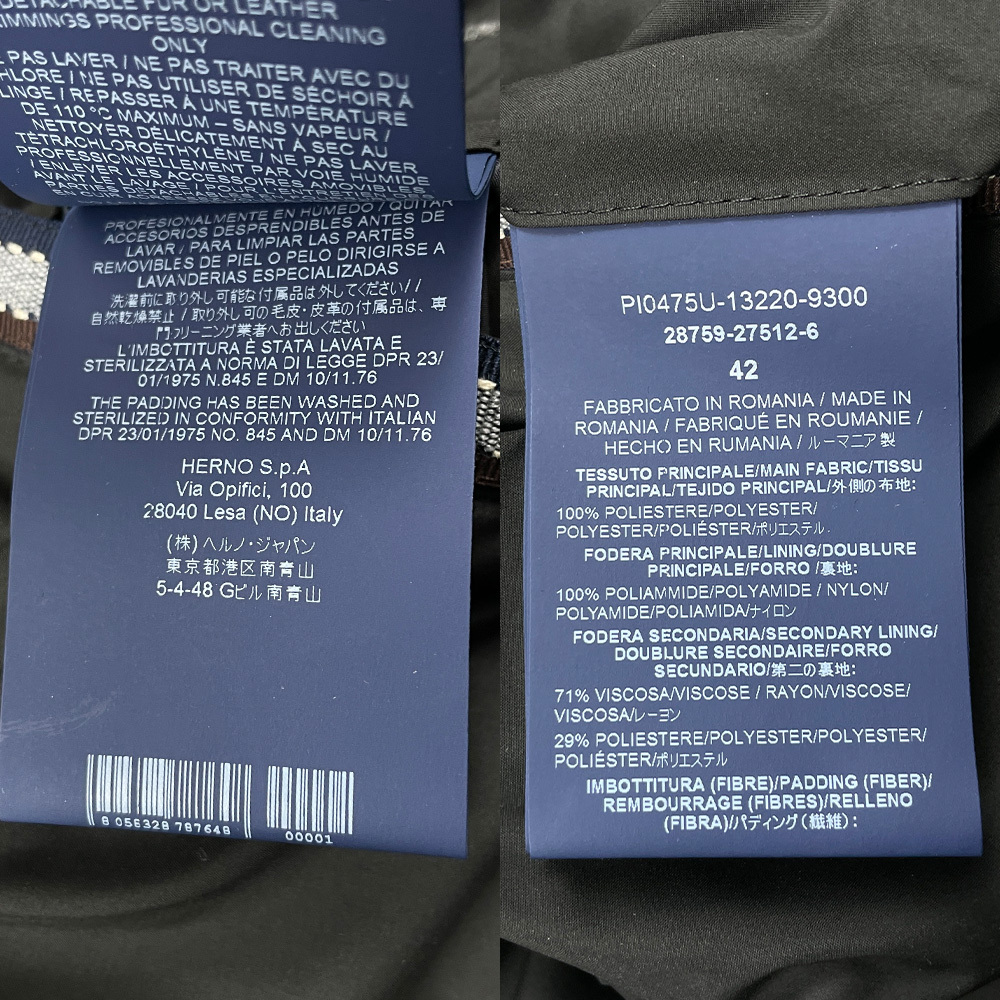 DETACHABLE FUR OR LEATHER
TRIMMINGS PROFESSIONAL CLEANING
ONLY
PAS LAVER / NE PAS TRAITER AVEC DU
CHLORE / NE PAS UTILISER DE SÉCHOIR À
LINGE / REPASSER À UNE TEMPÉRATURE
DE 110 °C MAXIMUM – SANS VAPEUR /
NETTOYER DÉLICATEMENT À SEC AU
TÉTRACHLOROÉTHYLÈNE / NE PAS LAVER
PROFESSIONNELLEMENT PAR VOIE HUMIDE
/ ENLEVER LES ACCESSOIRES AMOVIBLES
AVANT LE LAVAGE / POUR
PROFESIONALMENTE EN HÚMEDO / QUITAR
ACCESORIOS DESPRENDIBLES ANTES DE
LAVAR / PARA LIMPIAR LAS PARTES
REMOVIBLES DE PIEL O PELO DIRIGIRSE A
LAVANDERIAS ESPECIALIZADAS
洗濯前に取り外し可能な付属品は外してください/
自然乾燥禁止 / 取り外し可の毛皮・皮革の付属品は、専
門クリーニング業者へお出しください
L'IMBOTTITURA È STATA LAVATA E
STERILIZZATA A NORMA DI LEGGE DPR 23/
01/1975 N.845 E DM 10/11.76
THE PADDING HAS BEEN WASHED AND
STERILIZED IN CONFORMITY WITH ITALIAN
DPR 23/01/1975 NO. 845 AND DM 10/11.76
HERNO S.p.A
Via Opifici, 100
28040 Lesa (NO) Italy
(株) ヘルノ・ジャパン
東京都港区南青山
5-4-48 Gビル南青山
8 056328 787648
00001
PI0475U-13220-9300
28759-27512-6
42
FABBRICATO IN ROMANIA / MADE IN
ROMANIA / FABRIQUÉ EN ROUMANIE /
HECHO EN RUMANIA / ルーマニア製
TESSUTO PRINCIPALE/MAIN FABRIC/TISSU
PRINCIPAL/TEJIDO PRINCIPAL/外側の布地:
100% POLIESTERE/POLYESTER/
POLYESTER/POLIÉSTER/ポリエステル
FODERA PRINCIPALE/LINING/DOUBLURE
PRINCIPALE/FORRO /裏地:
100% POLIAMMIDE/POLYAMIDE / NYLON/
POLYAMIDE/POLIAMIDA/ナイロン
FODERA SECONDARIA/SECONDARY LINING/
DOUBLURE SECONDAIRE/FORRO
SECUNDARIO/第二の裏地:
71% VISCOSA/VISCOSE / RAYON/VISCOSE/
VISCOSA/レーヨン
29% POLIESTERE/POLYESTER/POLYESTER/
POLIÉSTER/ポリエステル
IMBOTTITURA (FIBRE)/PADDING (FIBER)/
REMBOURRAGE (FIBRES)/RELLENO
(FIBRA)/パディング (繊維) :